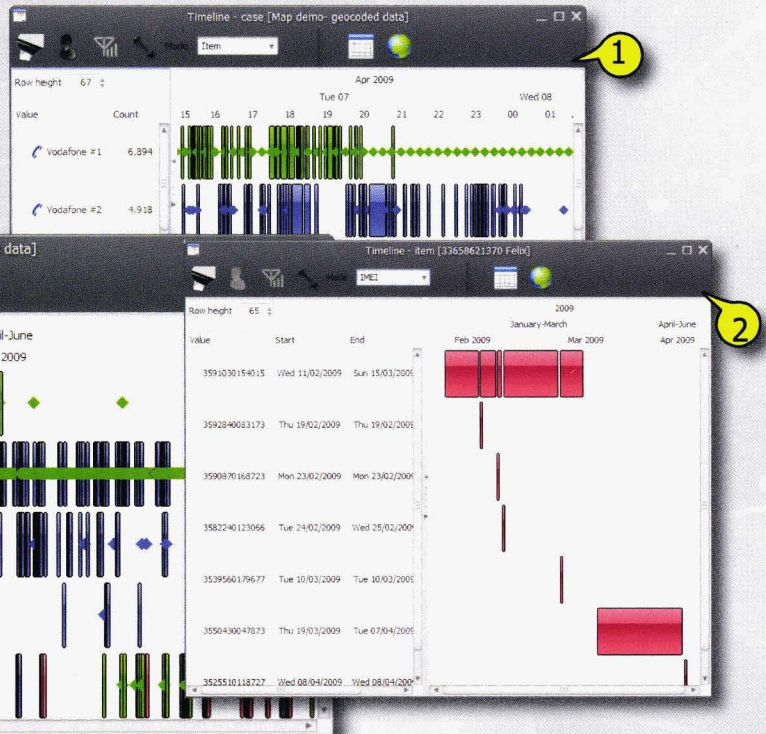 Timeline - case [Map demo- geocoded data]
1
Mode Item
Row height 67
Apr 2009
Tue 07 Wed 08
Value Count 15 16 17 18 19 20 21 22 23 00 01
Vodafone #1 6,894
Vodafone #2 4,918
data]
il-June
2009
Timeline - item [33658621370 Felix]
2
Mode IMEI
Row height 65
2009
January-March April-June
Value Start End Feb 2009 Mar 2009 Apr 2009
3591030154015 Wed 11/02/2009 Sun 15/03/2009
3592840083173 Thu 19/02/2009 Thu 19/02/2009
3590870168723 Mon 23/02/2009 Mon 23/02/2009
3582240123066 Tue 24/02/2009 Wed 25/02/200
3539560179677 Tue 10/03/2009 Tue 10/03/2009
3550430047873 Thu 19/03/2009 Tue 07/04/2009
3525510118727 Wed 08/04/2009 Wed 08/04/200